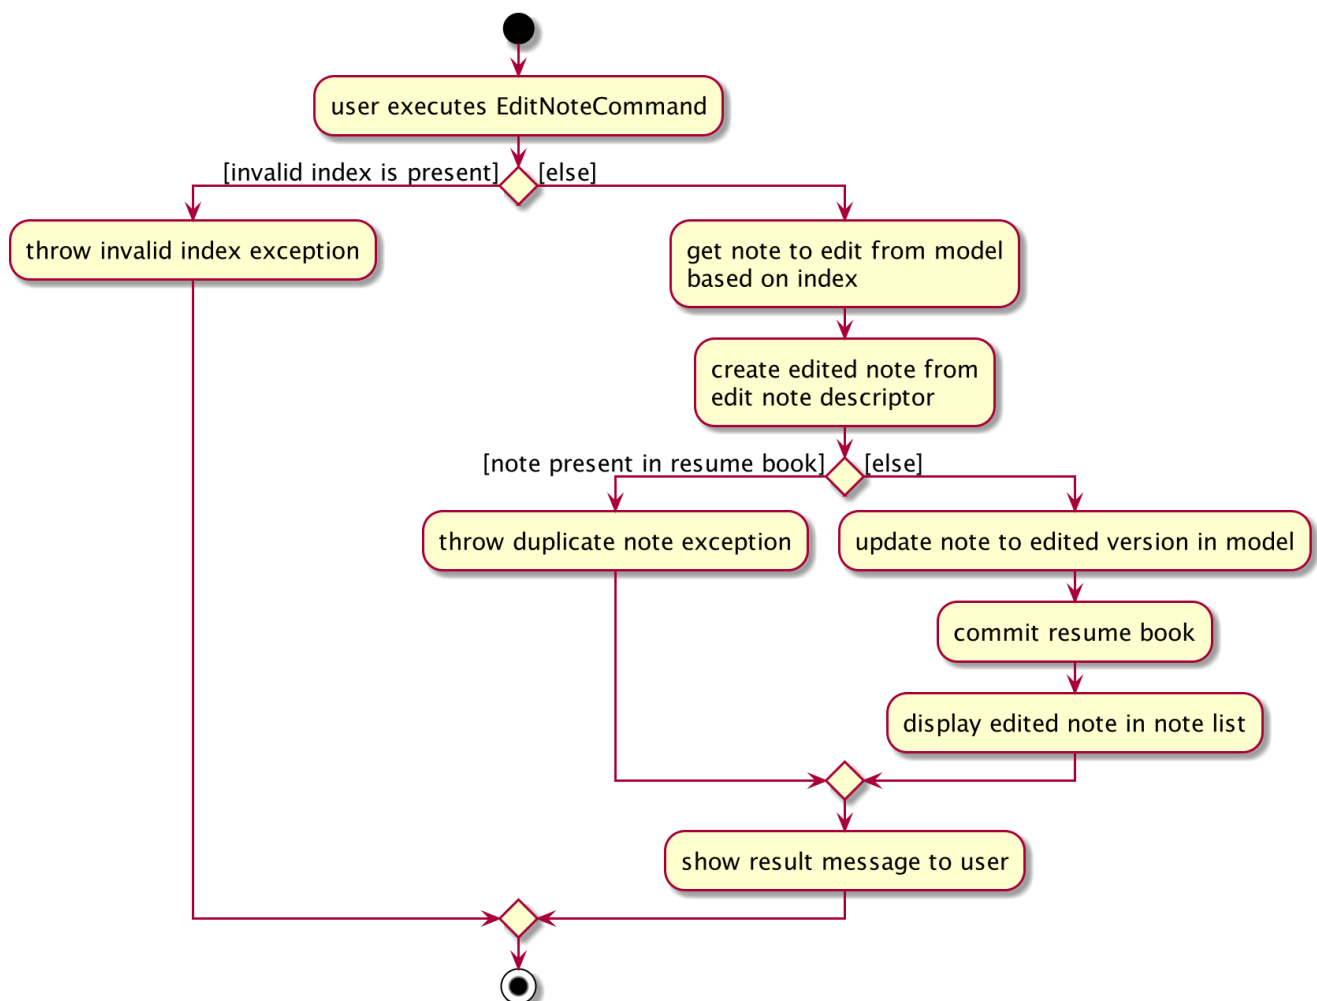 user executes EditNoteCommand
[invalid index is present]
[else]
throw invalid index exception
get note to edit from model
based on index
create edited note from
edit note descriptor
[note present in resume book]
[else]
throw duplicate note exception
update note to edited version in model
commit resume book
display edited note in note list
show result message to user